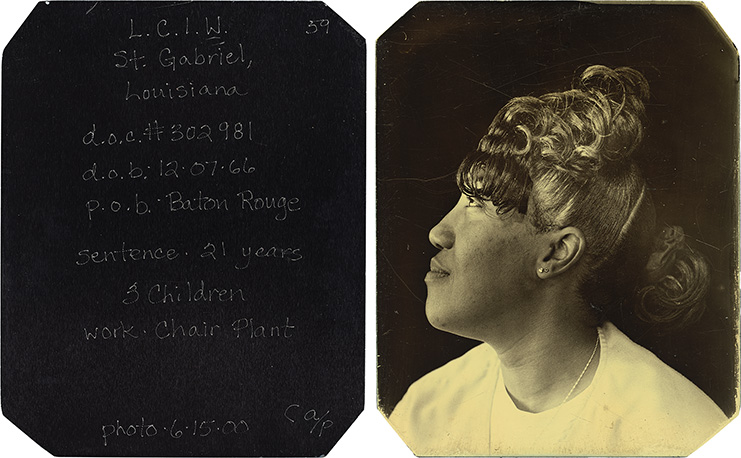 L.C.I.W. 39
St. Gabriel,
Louisiana
d.o.c.# 302981
d.o.b. 12.07.66
p.o.b. Baton Rouge
sentence. 21 years
3 Children
work. Chair Plant
photo. 6.15.00 a/p